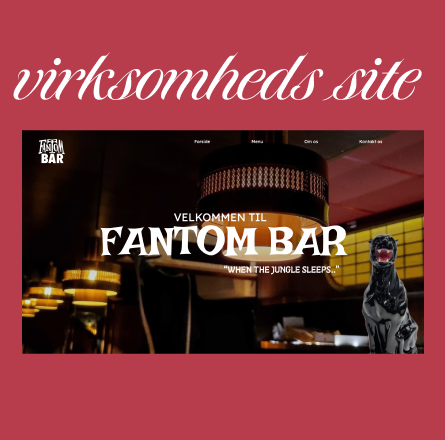 virksomheds site
FANTOM
BAR
Forside Menu Om os Kontakt os
VELKOMMEN TIL
FANTOM BAR
"WHEN THE JUNGLE SLEEPS.."